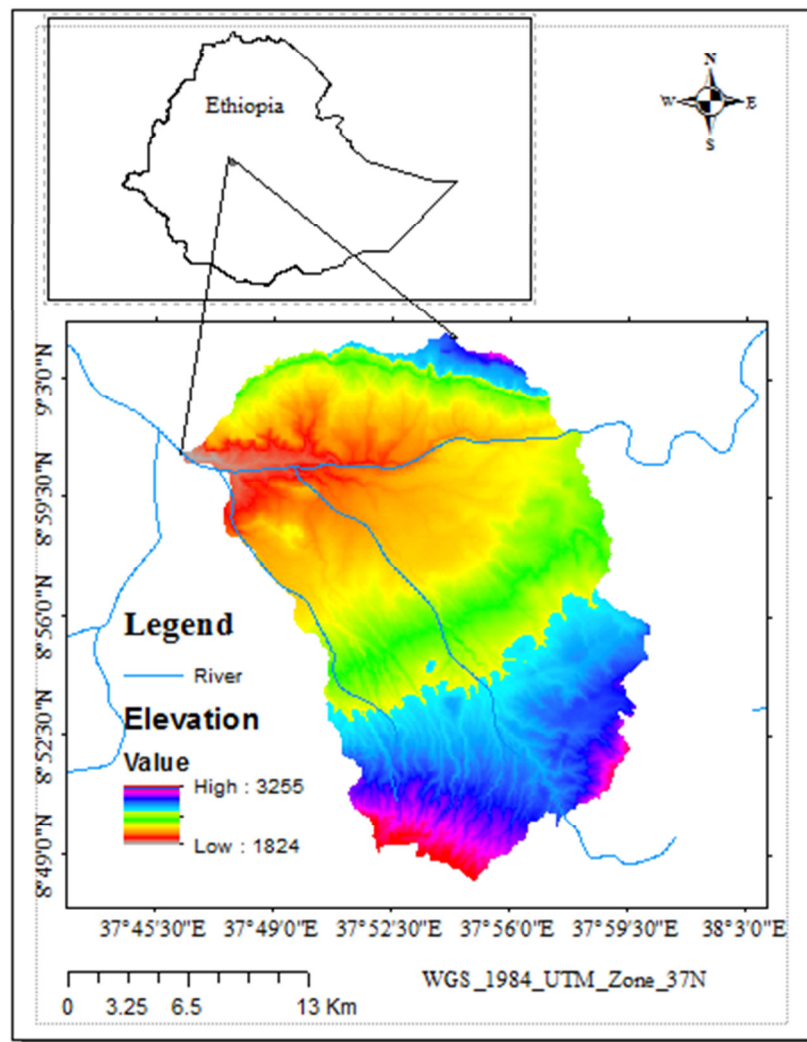 Ethiopia
N
W E
S
9°3'0"N
8°59'30"N
8°56'0"N
8°52'30"N
8°49'0"N
Legend
River
Elevation
Value
High : 3255
Low : 1824
37°45'30"E 37°49'0"E 37°52'30"E 37°56'0"E 37°59'30"E 38°3'0"E
WGS_1984_UTM_Zone_37N
0 3.25 6.5 13 Km